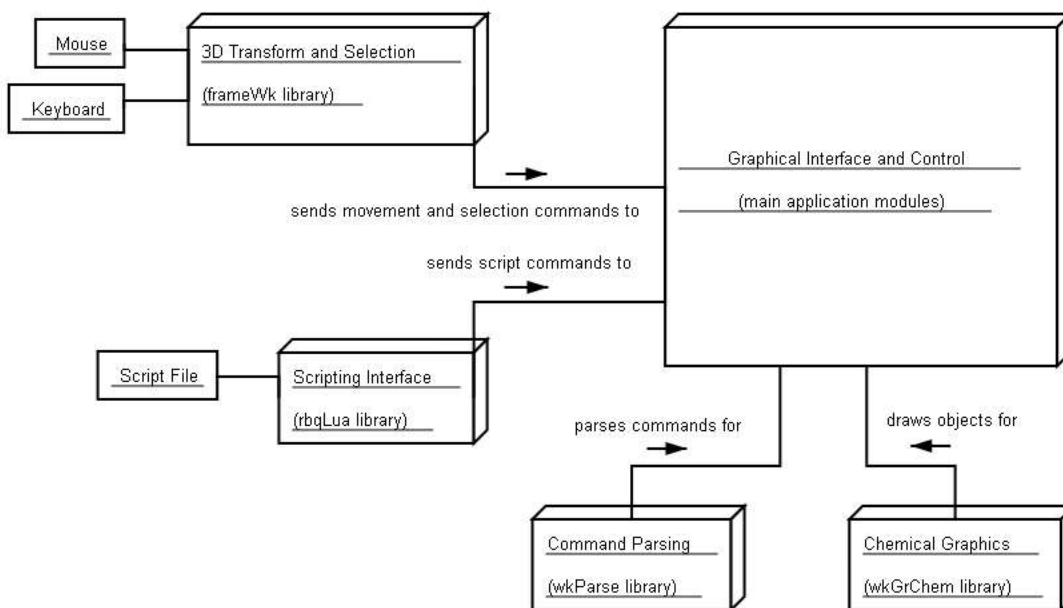 Mouse
Keyboard
3D Transform and Selection
(frameWk library)
Graphical Interface and Control
(main application modules)
sends movement and selection commands to
sends script commands to
Script File
Scripting Interface
(rbqLua library)
parses commands for
draws objects for
Command Parsing
(wkParse library)
Chemical Graphics
(wkGrChem library)